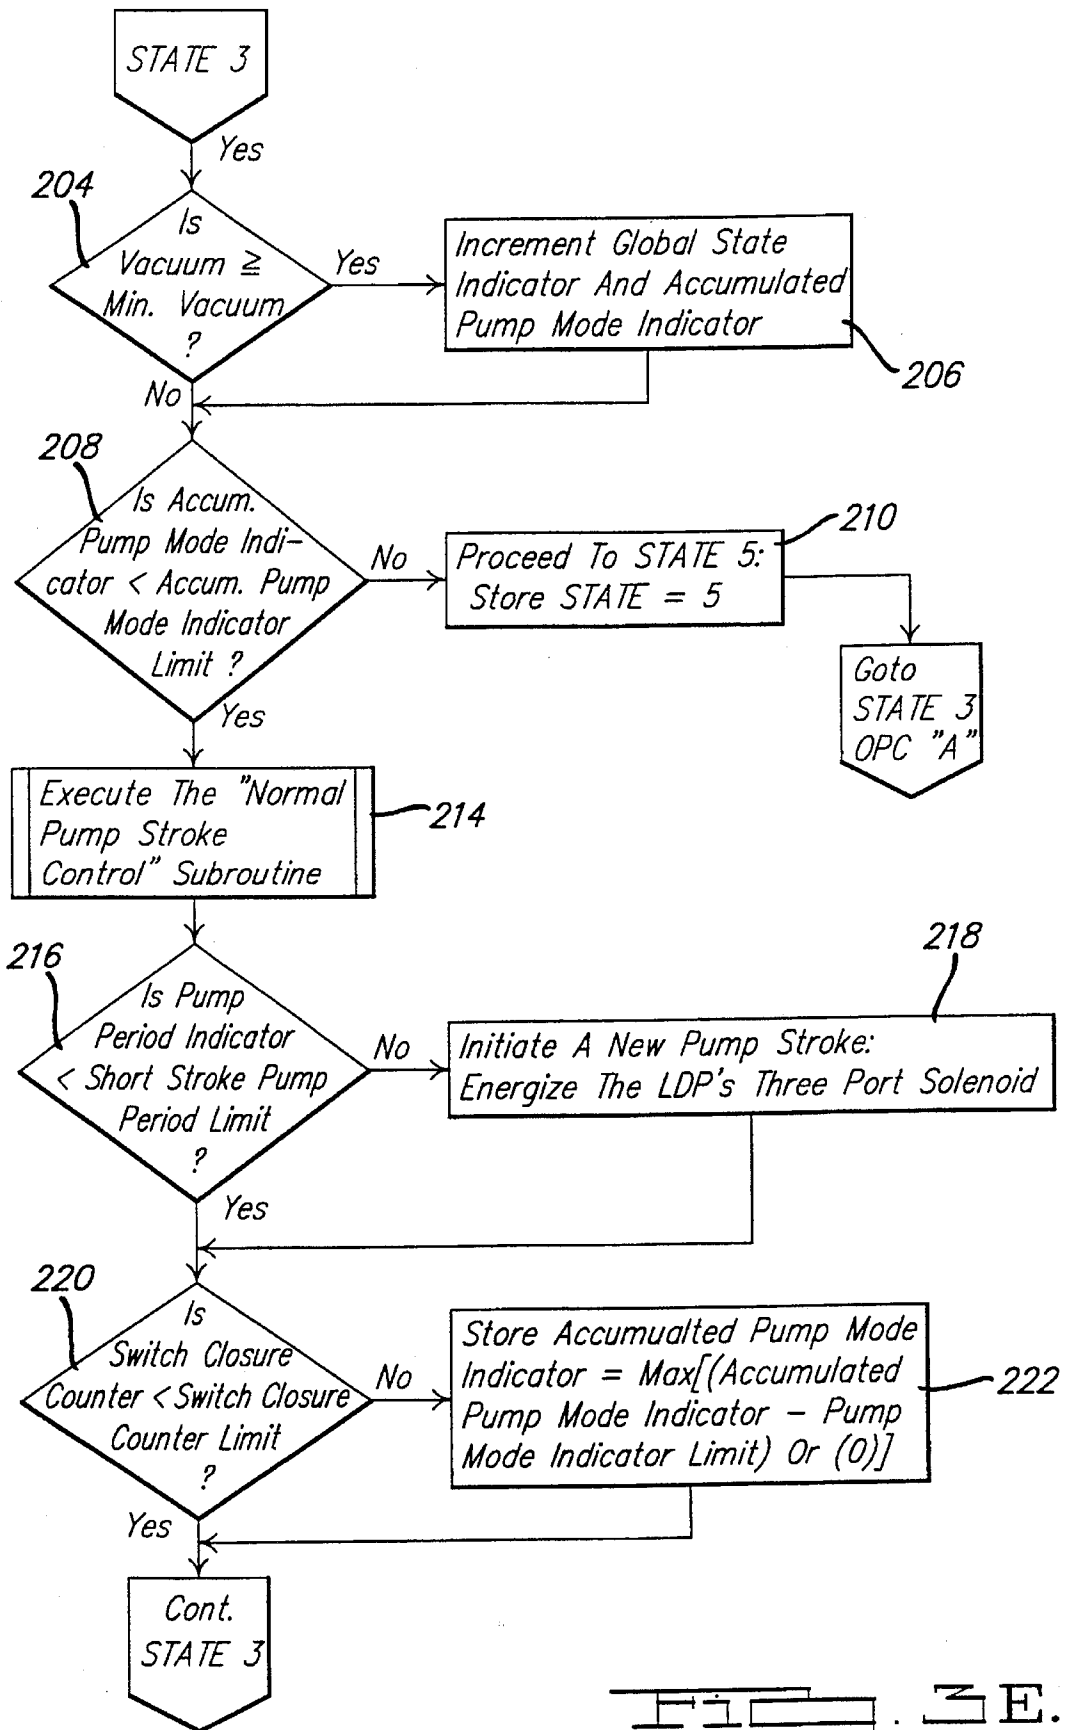 STATE 3
Yes
204
Is
Vacuum ≧
Min. Vacuum
?
Yes
Increment Global State
Indicator And Accumulated
Pump Mode Indicator
206
No
208
Is Accum.
Pump Mode Indi-
cator < Accum. Pump
Mode Indicator
Limit ?
No
Proceed To STATE 5:
Store STATE = 5
210
Goto
STATE 3
OPC "A"
Yes
Execute The "Normal
Pump Stroke
Control" Subroutine
214
216
Is Pump
Period Indicator
< Short Stroke Pump
Period Limit
?
No
Initiate A New Pump Stroke:
Energize The LDP's Three Port Solenoid
218
Yes
220
Is
Switch Closure
Counter < Switch Closure
Counter Limit
?
No
Store Accumualted Pump Mode
Indicator = Max[(Accumulated
Pump Mode Indicator – Pump
Mode Indicator Limit) Or (0)]
222
Yes
Cont.
STATE 3
Fig. 3E.